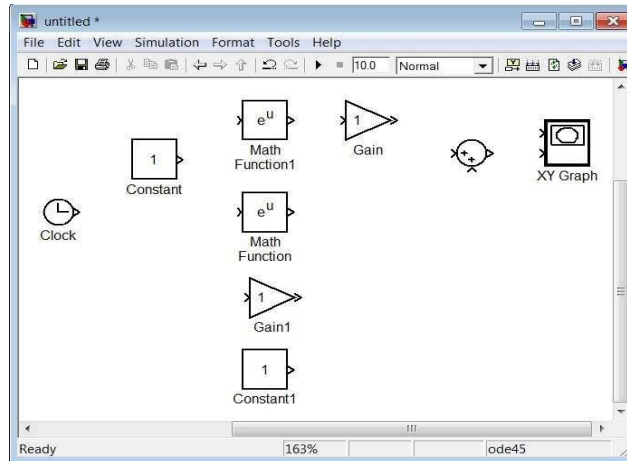 untitled *
File Edit View Simulation Format Tools Help
10.0 Normal
e^u
1
Math
Function1
Gain
1
Constant
XY Graph
Clock
e^u
Math
Function
1
Gain1
1
Constant1
Ready 163% ode45